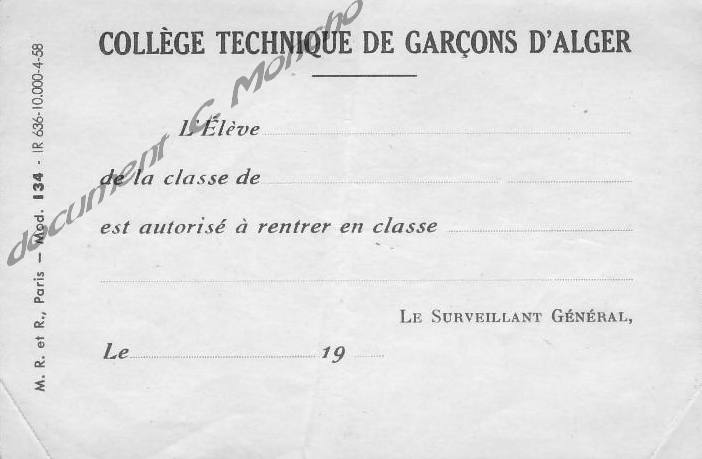 COLLÈGE TECHNIQUE DE GARÇONS D'ALGER
L'Élève
de la classe de
est autorisé à rentrer en classe
LE SURVEILLANT GÉNÉRAL,
Le 19
M. R. et R., Paris — Mod. 134 - IR 636-10.000-4-58
document C. Moncho